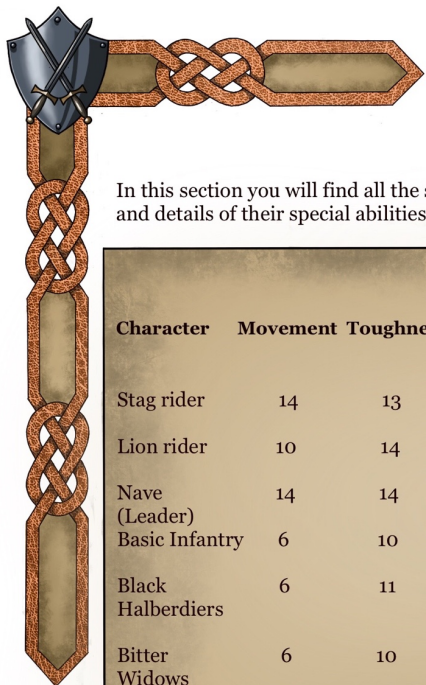 In this section you will find all the
and details of their special abilities
Character Movement Toughne
Stag rider 14 13
Lion rider 10 14
Nave 14 14
(Leader)
Basic Infantry 6 10
Black 6 11
Halberdiers
Bitter 6 10
Widows